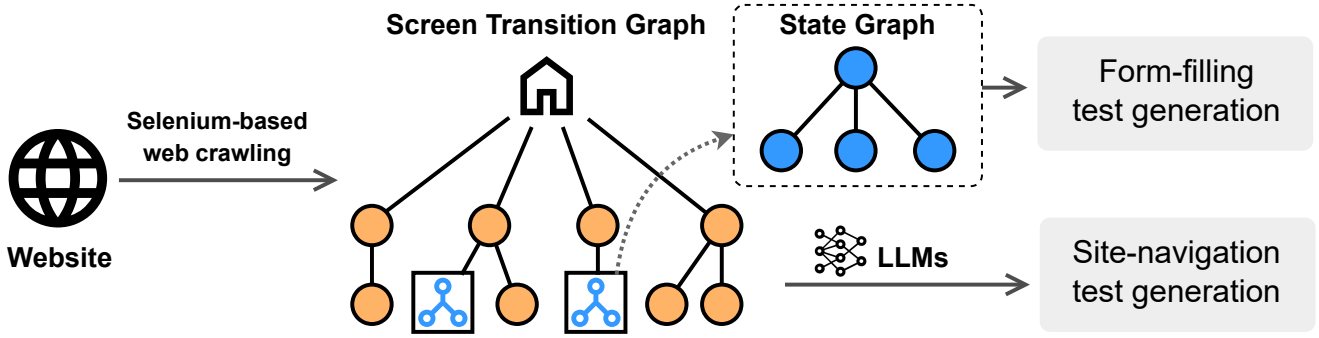 Screen Transition Graph
State Graph
Form-filling
test generation
Selenium-based
web crawling
Website
LLMs
Site-navigation
test generation